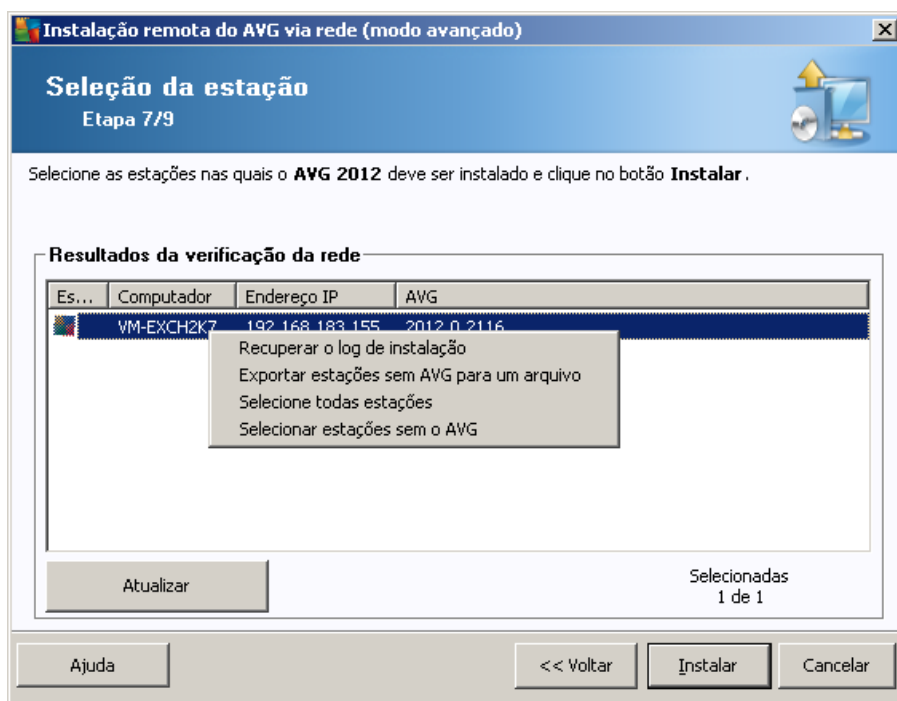 Instalação remota do AVG via rede (modo avançado)
Seleção da estação
Etapa 7/9
Selecione as estações nas quais o AVG 2012 deve ser instalado e clique no botão Instalar.
Resultados da verificação da rede
Es... Computador Endereço IP AVG
VM-EXCH2K7 192.168.183.155 2012.0.2116
Recuperar o log de instalação
Exportar estações sem AVG para um arquivo
Selecione todas estações
Selecionar estações sem o AVG
Atualizar
Selecionadas
1 de 1
Ajuda << Voltar Instalar Cancelar